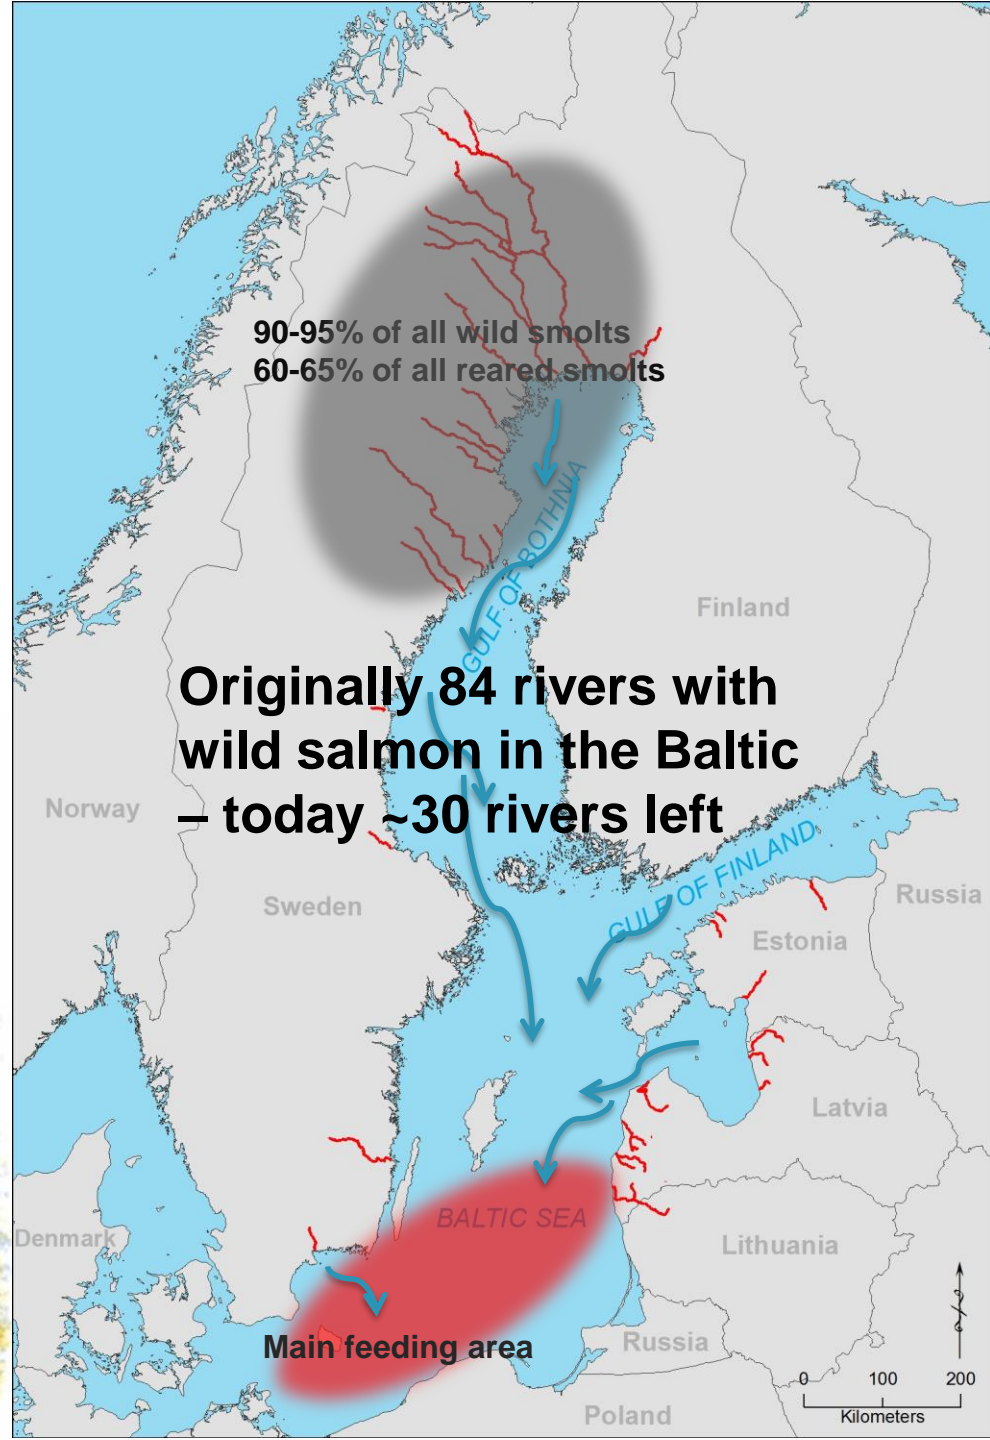 90-95% of all wild smolts
60-65% of all reared smolts
GULF OF BOTHNIA
Finland
Originally 84 rivers with
wild salmon in the Baltic
– today ~30 rivers left
Norway
Sweden
GULF OF FINLAND
Russia
Estonia
Latvia
BALTIC SEA
Denmark
Lithuania
Main feeding area
Russia
Poland
0 100 200
Kilometers